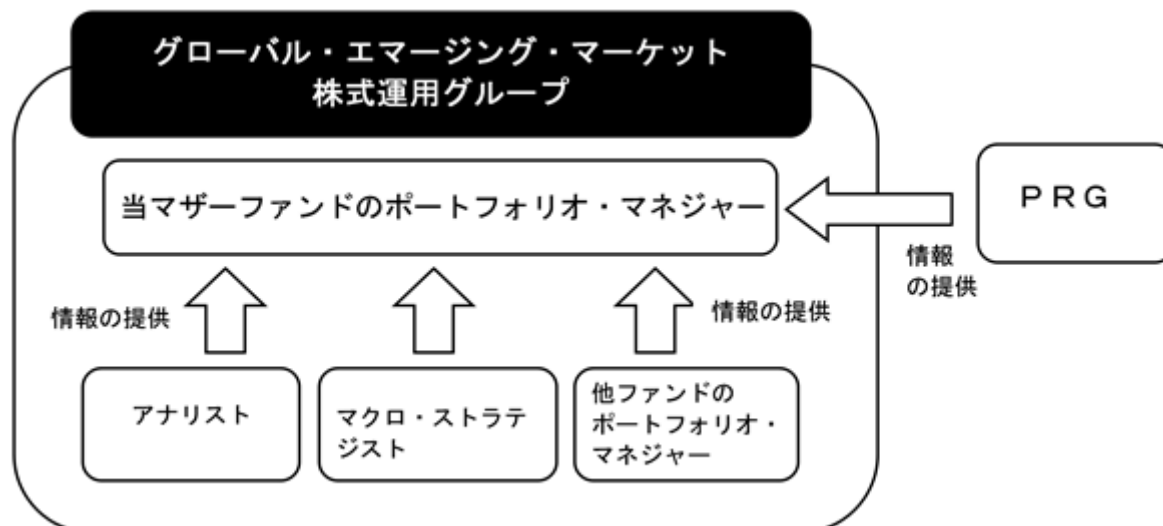 グローバル・エマージング・マーケット
株式運用グループ
当マザーファンドのポートフォリオ・マネジャー
ＰＲＧ
情報
の提供
情報の提供
情報の提供
アナリスト
マクロ・ストラテ
ジスト
他ファンドの
ポートフォリオ・
マネジャー